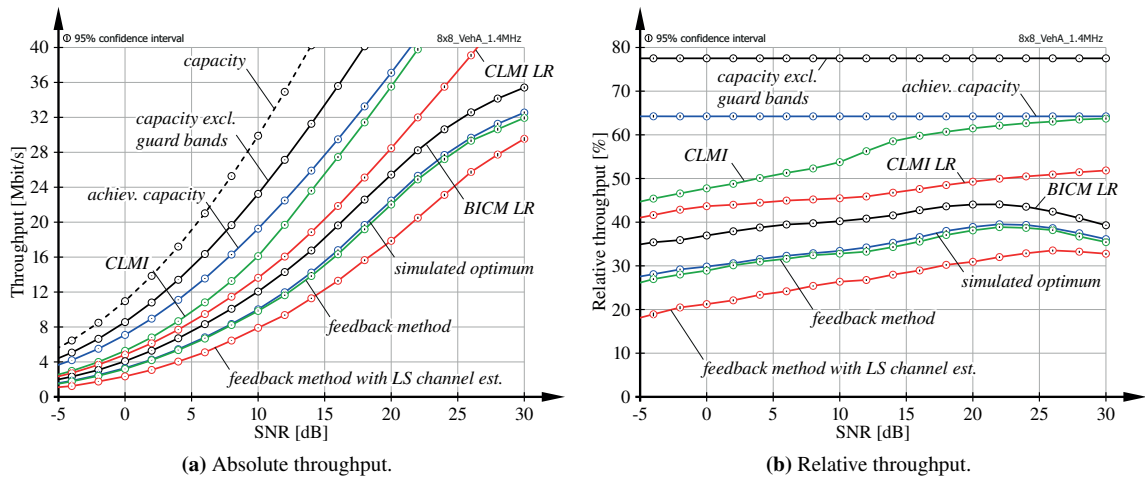 95% confidence interval
8x8_VehA_1.4MHz
40
36
32
28
24
20
16
12
8
4
0
Throughput [Mbit/s]
capacity
CLMI LR
capacity excl.
guard bands
achiev. capacity
BICM LR
CLMI
simulated optimum
feedback method
feedback method with LS channel est.
-5
0
5
10
15
20
25
30
SNR [dB]
(a) Absolute throughput.
95% confidence interval
8x8_VehA_1.4MHz
80
70
60
50
40
30
20
10
0
Relative throughput [%]
capacity excl.
guard bands
achiev. capacity
CLMI
CLMI LR
BICM LR
simulated optimum
feedback method
feedback method with LS channel est.
-5
0
5
10
15
20
25
30
SNR [dB]
(b) Relative throughput.